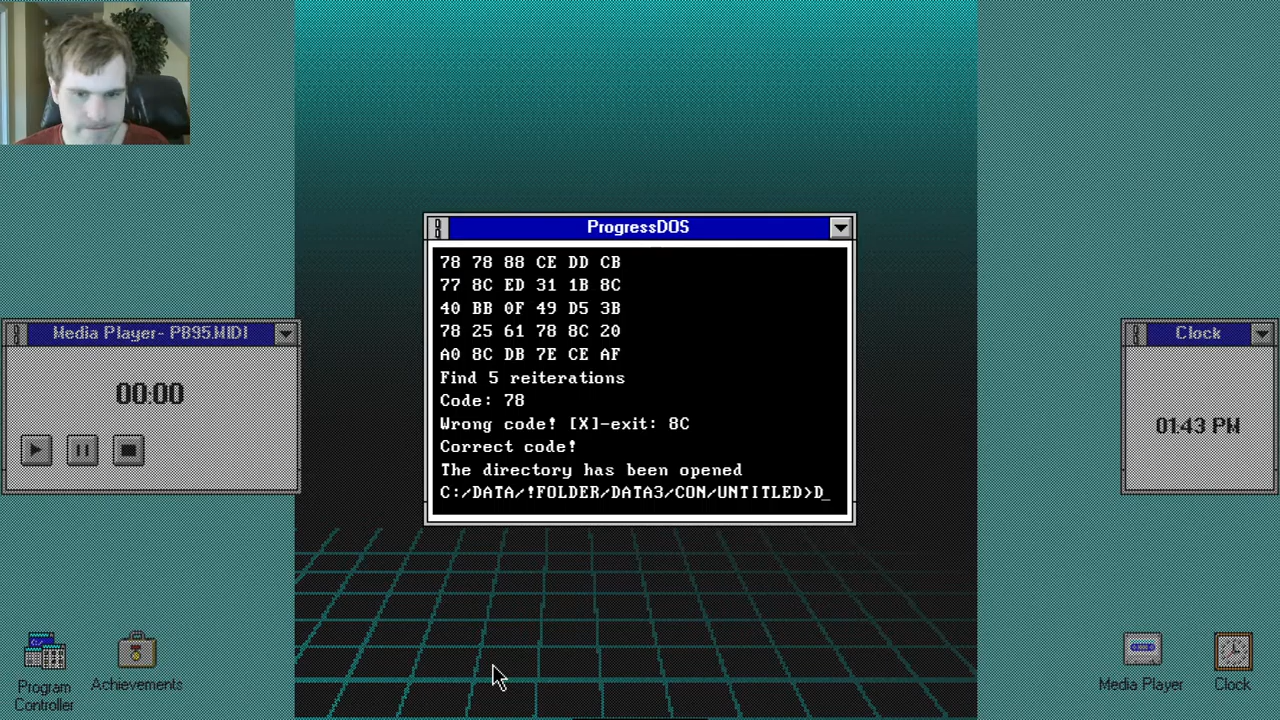 ProgressDOS
78 78 88 CE DD CB
77 8C ED 31 1B 8C
40 BB 0F 49 D5 3B
78 25 61 78 8C 20
A0 8C DB 7E CE AF
Find 5 reiterations
Code: 78
Wrong code! [X]-exit: 8C
Correct code!
The directory has been opened
C:/DATA/!FOLDER/DATA3/CON/UNTITLED>D_
Media Player- PB95.MIDI
00:00
Clock
01:43 PM
Program
Controller
Achievements
Media Player
Clock